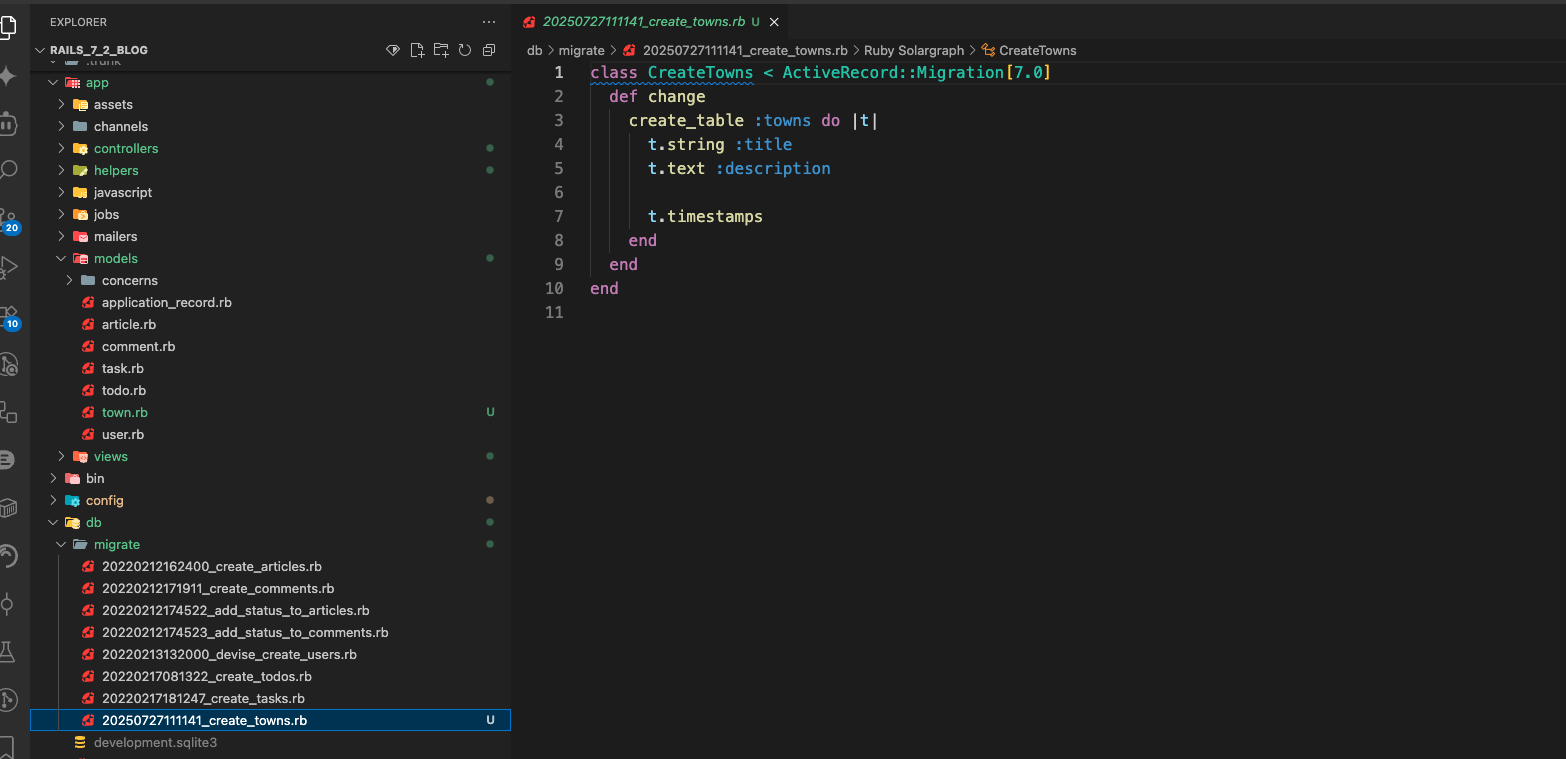 EXPLORER
RAILS_7_2_BLOG
.trunk
app
assets
channels
controllers
helpers
javascript
jobs
mailers
models
concerns
application_record.rb
article.rb
comment.rb
task.rb
todo.rb
town.rb U
user.rb
views
bin
config
db
migrate
20220212162400_create_articles.rb
20220212171911_create_comments.rb
20220212174522_add_status_to_articles.rb
20220212174523_add_status_to_comments.rb
20220213132000_devise_create_users.rb
20220217081322_create_todos.rb
20220217181247_create_tasks.rb
20250727111141_create_towns.rb U
development.sqlite3
20
10
20250727111141_create_towns.rb U
db > migrate > 20250727111141_create_towns.rb > Ruby Solargraph > CreateTowns
1 class CreateTowns < ActiveRecord::Migration[7.0]
2 def change
3 create_table :towns do |t|
4 t.string :title
5 t.text :description
6
7 t.timestamps
8 end
9 end
10 end
11